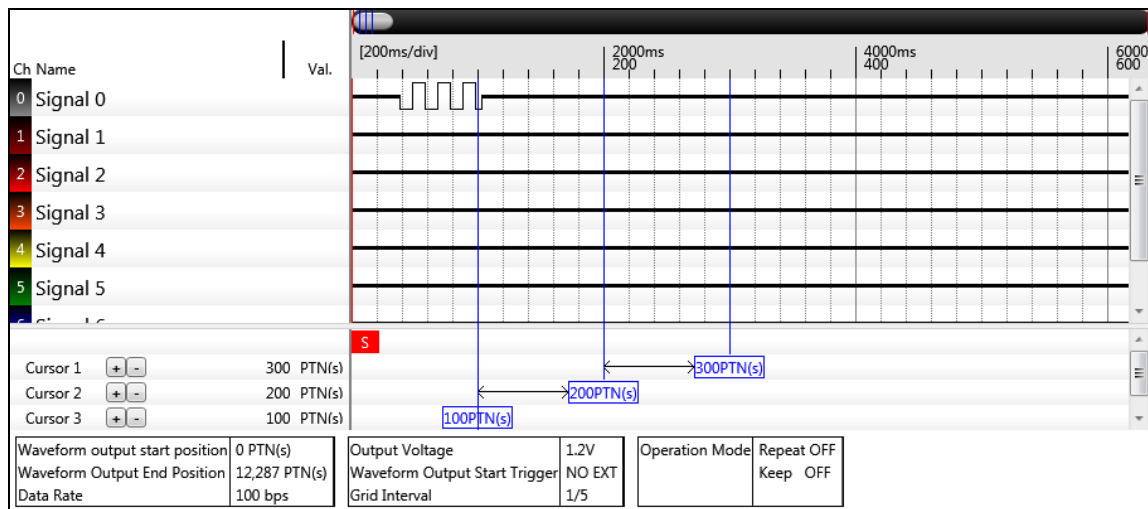 [200ms/div] 2000ms 4000ms 6000
200 400 600
Ch Name Val.
0 Signal 0
1 Signal 1
2 Signal 2
3 Signal 3
4 Signal 4
5 Signal 5
S
Cursor 1 + - 300 PTN(s) 300PTN(s)
Cursor 2 + - 200 PTN(s) 200PTN(s)
Cursor 3 + - 100 PTN(s) 100PTN(s)
Waveform output start position 0 PTN(s) Output Voltage 1.2V Operation Mode Repeat OFF
Waveform Output End Position 12,287 PTN(s) Waveform Output Start Trigger NO EXT Keep OFF
Data Rate 100 bps Grid Interval 1/5